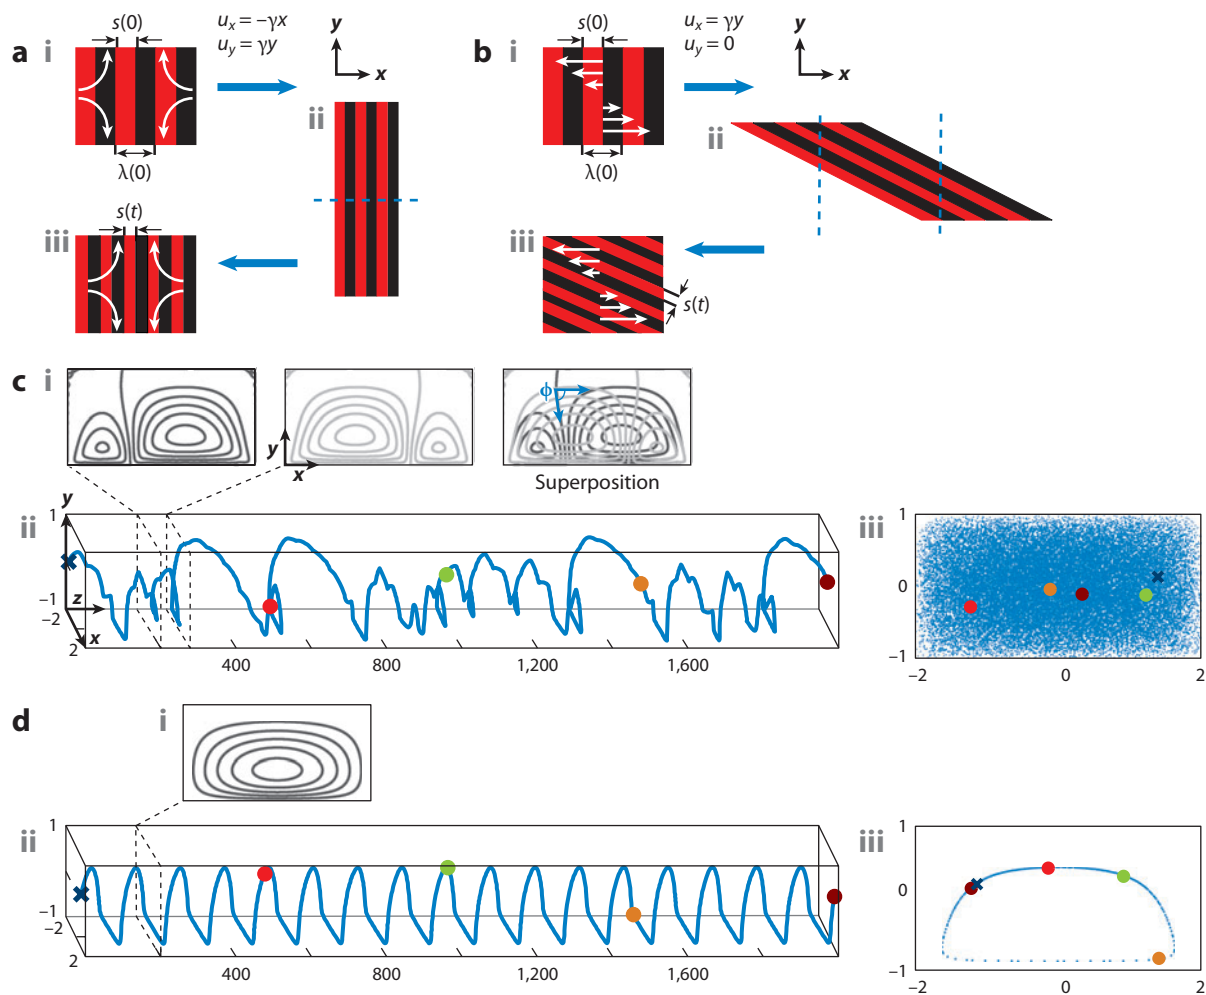 a
i
s(0)
uₓ = −γx
u_y = γy
y
x
λ(0)
ii
iii
s(t)
b
i
s(0)
uₓ = γy
u_y = 0
y
x
λ(0)
ii
iii
s(t)
c
i
y
x
ϕ
Superposition
ii
y
1
−1
−2
2
z
x
400
800
1,200
1,600
iii
1
0
−1
−2
0
2
d
i
ii
1
−1
−2
2
400
800
1,200
1,600
iii
1
0
−1
−2
0
2